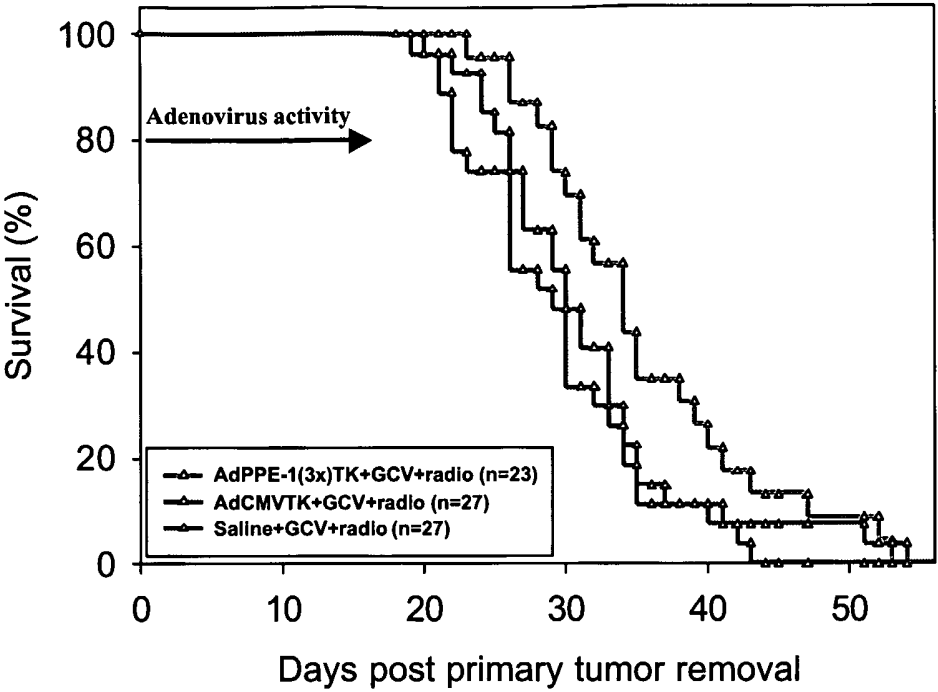 100
80
60
40
20
0
Survival (%)
Adenovirus activity
AdPPE-1(3x)TK+GCV+radio (n=23)
AdCMVTK+GCV+radio (n=27)
Saline+GCV+radio (n=27)
0 10 20 30 40 50
Days post primary tumor removal